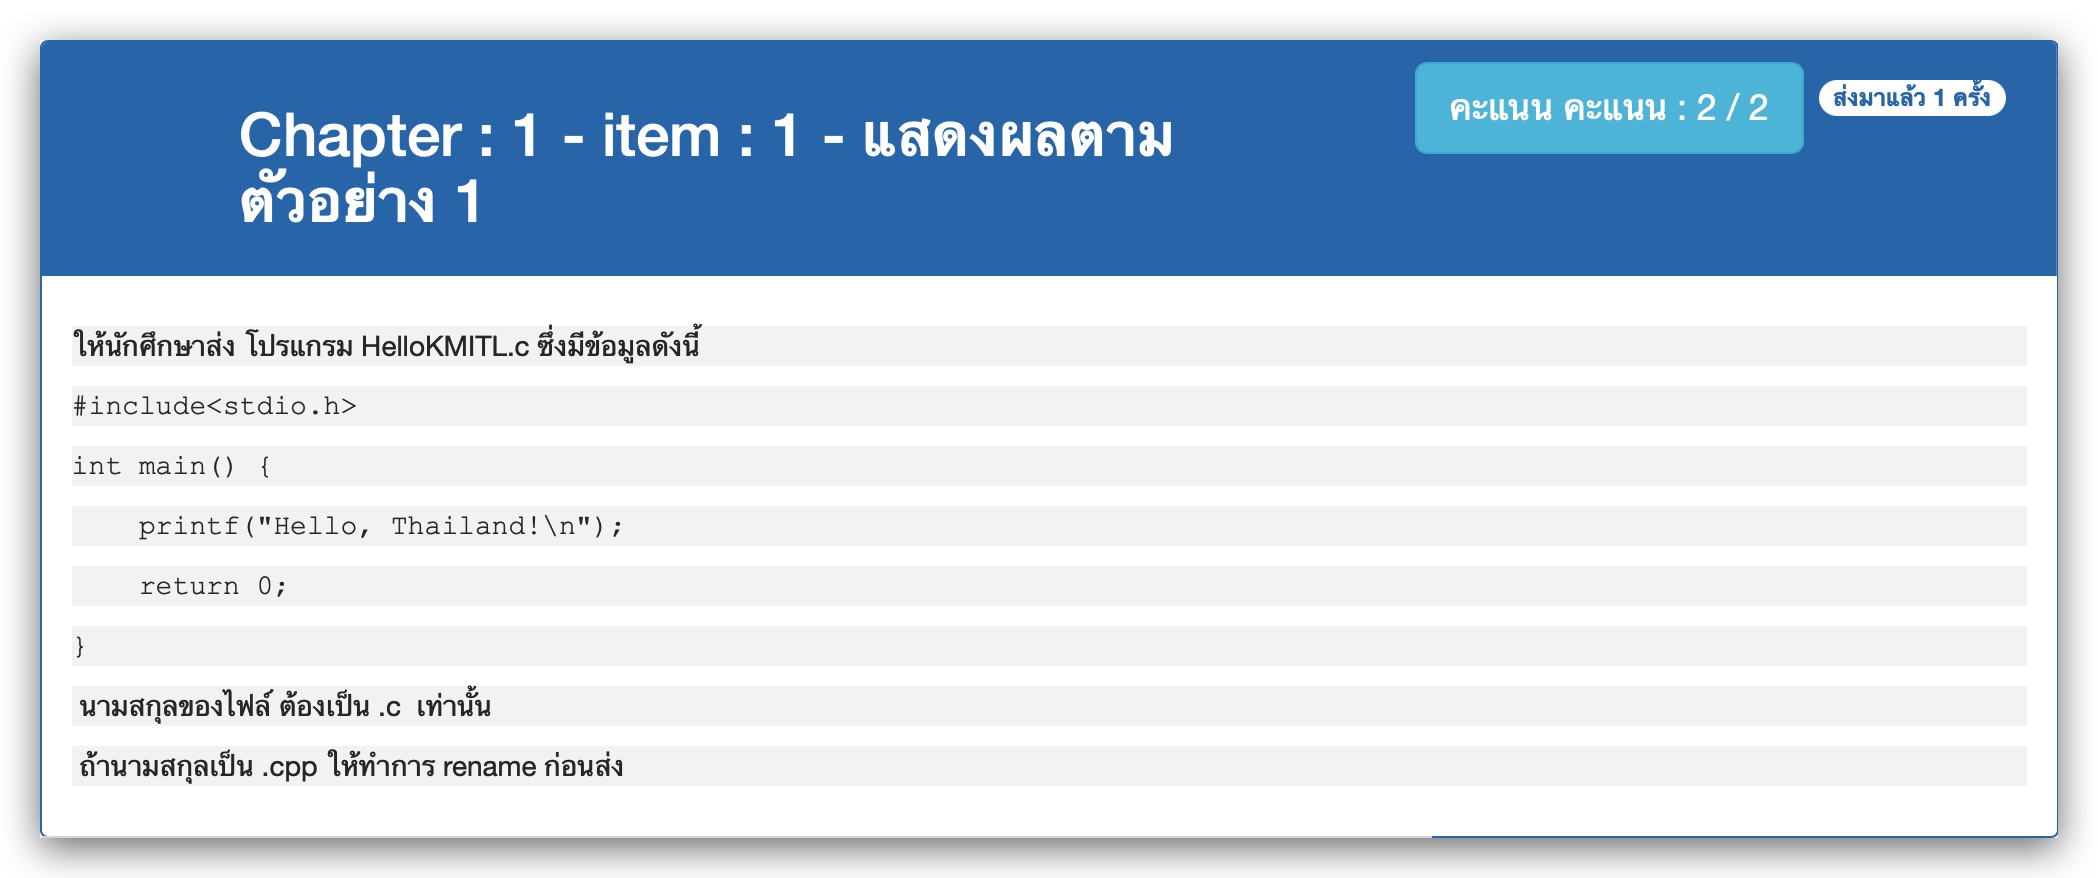 Chapter : 1 - item : 1 - แสดงผลตาม
ตัวอย่าง 1
คะแนน คะแนน : 2 / 2
ส่งมาแล้ว 1 ครั้ง
ให้นักศึกษาส่ง โปรแกรม HelloKMITL.c ซึ่งมีข้อมูลดังนี้
#include<stdio.h>
int main() {
    printf("Hello, Thailand!\n");
    return 0;
}
นามสกุลของไฟล์ ต้องเป็น .c เท่านั้น
ถ้านามสกุลเป็น .cpp ให้ทำการ rename ก่อนส่ง